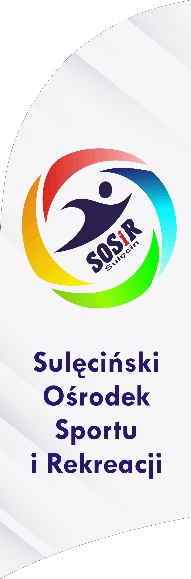 SOSiR
Sulęcin
Sulęciński
Ośrodek
Sportu
i Rekreacji